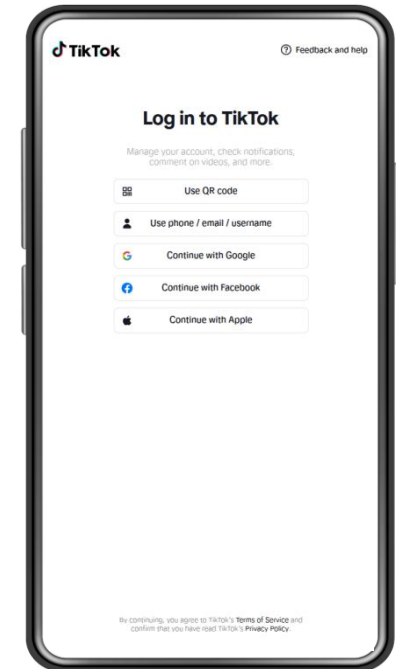 TikTok
Feedback and help
Log in to TikTok
Manage your account, check notifications,
comment on videos, and more.
Use QR code
Use phone / email / username
Continue with Google
Continue with Facebook
Continue with Apple
By continuing, you agree to TikTok's Terms of Service and
confirm that you have read TikTok's Privacy Policy.